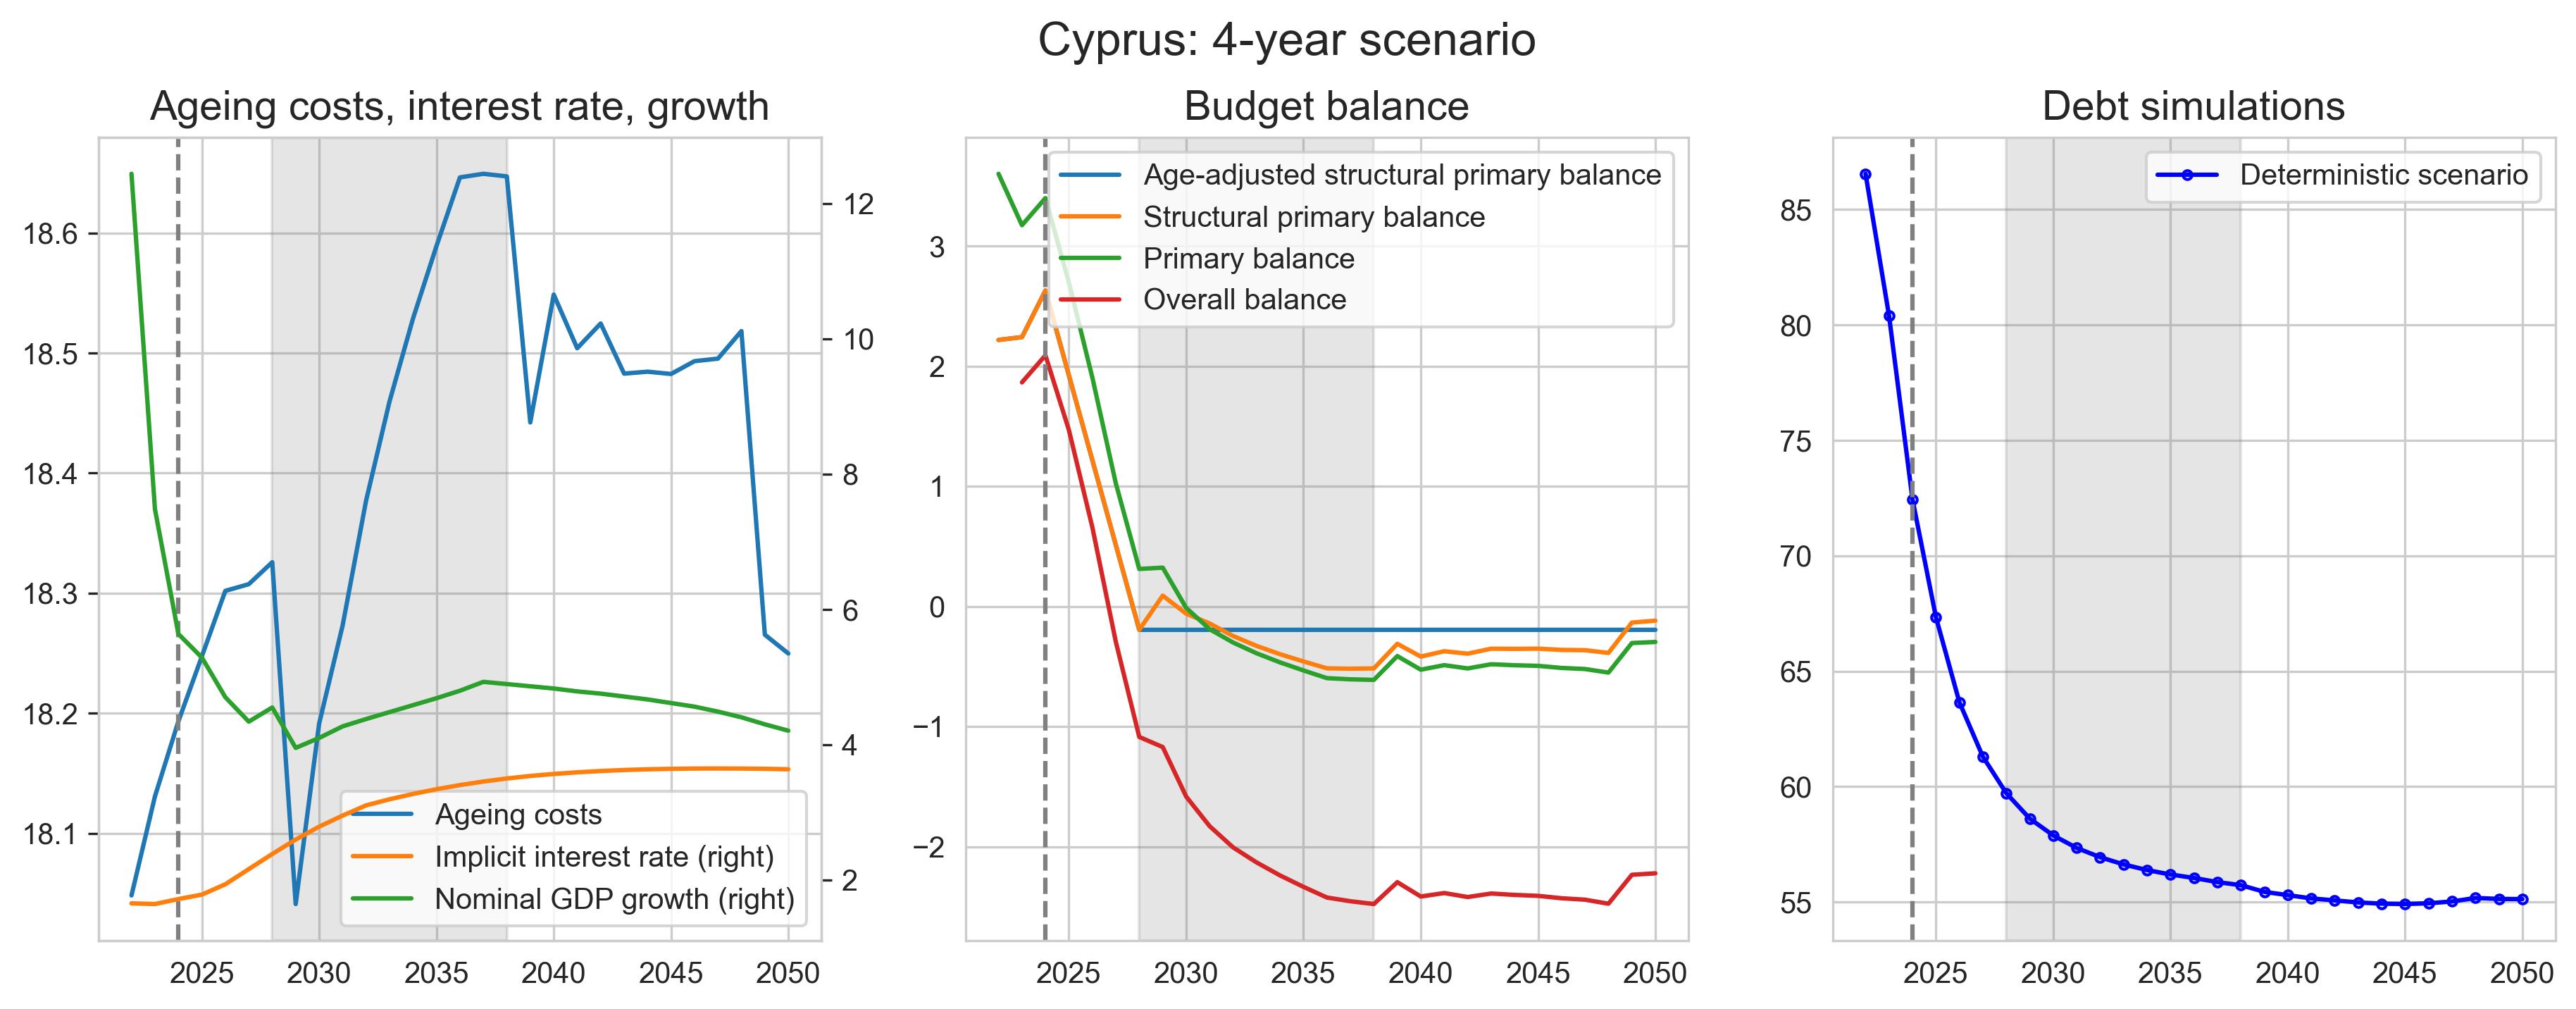 Cyprus: 4-year scenario
Ageing costs, interest rate, growth
18.6
18.5
18.4
18.3
18.2
18.1
12
10
8
6
4
2
Ageing costs
Implicit interest rate (right)
Nominal GDP growth (right)
2025 2030 2035 2040 2045 2050
Budget balance
3
2
1
0
−1
−2
Age-adjusted structural primary balance
Structural primary balance
Primary balance
Overall balance
2025 2030 2035 2040 2045 2050
Debt simulations
85
80
75
70
65
60
55
Deterministic scenario
2025 2030 2035 2040 2045 2050